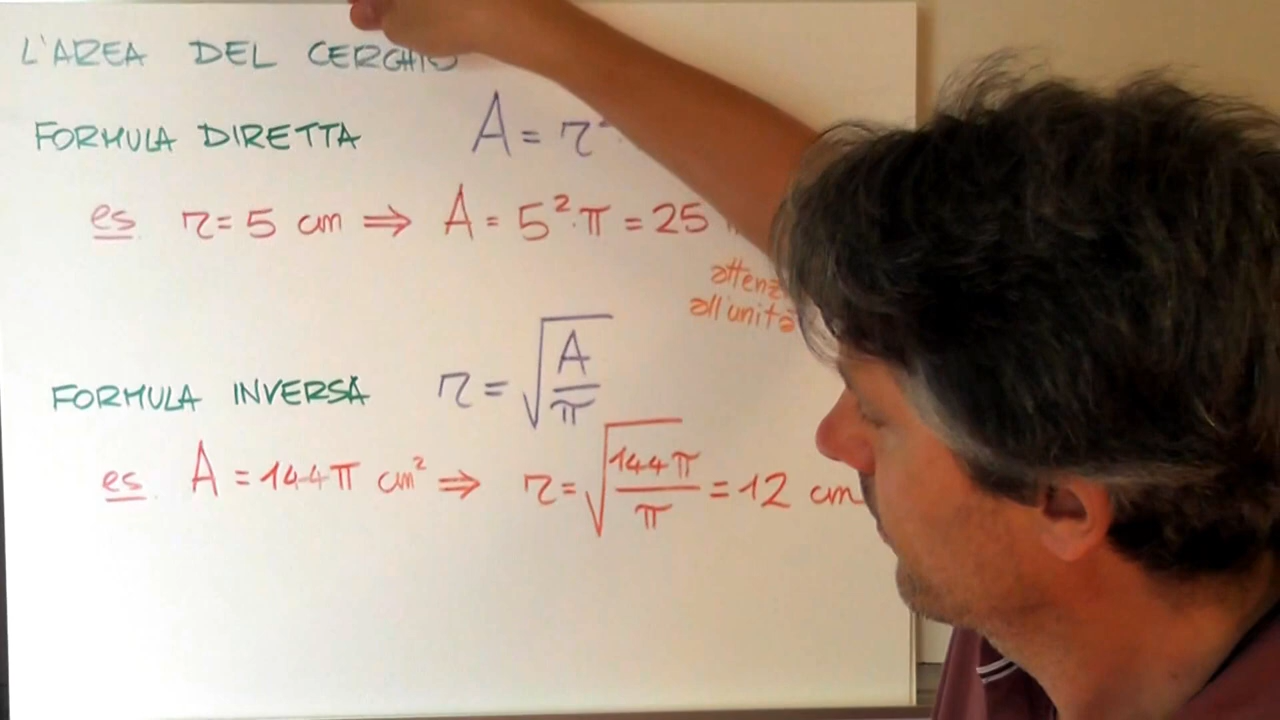 L'AREA DEL CERCHIO
FORMULA DIRETTA A = r²
es r = 5 cm ⇒ A = 5²·π = 25
all'unità
FORMULA INVERSA r = √(A/π)
es. A = 144π cm² ⇒ r = √(144π/π) = 12 cm